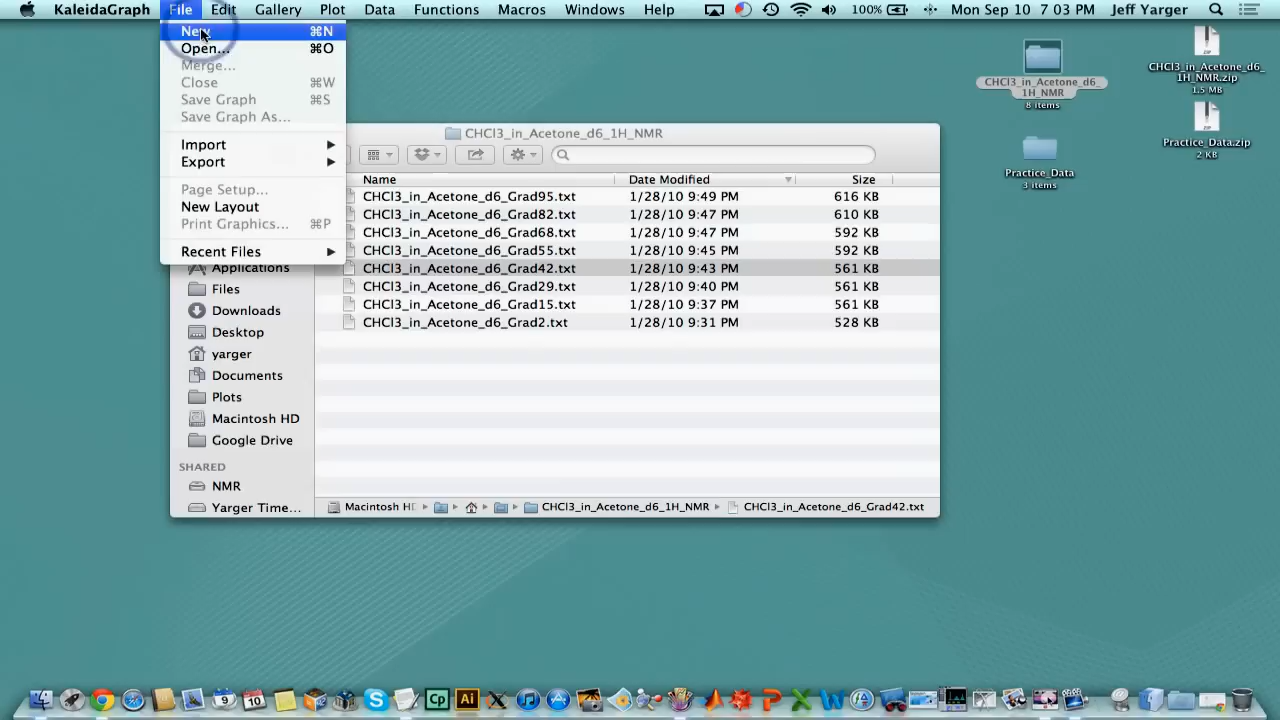 KaleidaGraph File Edit Gallery Plot Data Functions Macros Windows Help 100% Mon Sep 10 7:03 PM Jeff Yarger
New ⌘N
Open... ⌘O
Merge...
Close ⌘W
Save Graph ⌘S
Save Graph As...
Import
Export
Page Setup...
New Layout
Print Graphics... ⌘P
Recent Files
CHCl3_in_Acetone_d6_1H_NMR
Name Date Modified Size
CHCl3_in_Acetone_d6_Grad95.txt 1/28/10 9:49 PM 616 KB
CHCl3_in_Acetone_d6_Grad82.txt 1/28/10 9:47 PM 610 KB
CHCl3_in_Acetone_d6_Grad68.txt 1/28/10 9:47 PM 592 KB
CHCl3_in_Acetone_d6_Grad55.txt 1/28/10 9:45 PM 592 KB
CHCl3_in_Acetone_d6_Grad42.txt 1/28/10 9:43 PM 561 KB
CHCl3_in_Acetone_d6_Grad29.txt 1/28/10 9:40 PM 561 KB
CHCl3_in_Acetone_d6_Grad15.txt 1/28/10 9:37 PM 561 KB
CHCl3_in_Acetone_d6_Grad2.txt 1/28/10 9:31 PM 528 KB
Applications
Files
Downloads
Desktop
yarger
Documents
Plots
Macintosh HD
Google Drive
SHARED
NMR
Yarger Time...
Macintosh HD CHCl3_in_Acetone_d6_1H_NMR CHCl3_in_Acetone_d6_Grad42.txt
CHCl3_in_Acetone_d6
_1H_NMR
8 items
CHCl3_in_Acetone_d6_
1H_NMR.zip
1.5 MB
Practice_Data
3 items
Practice_Data.zip
2 KB
9
10
Cp
Ai